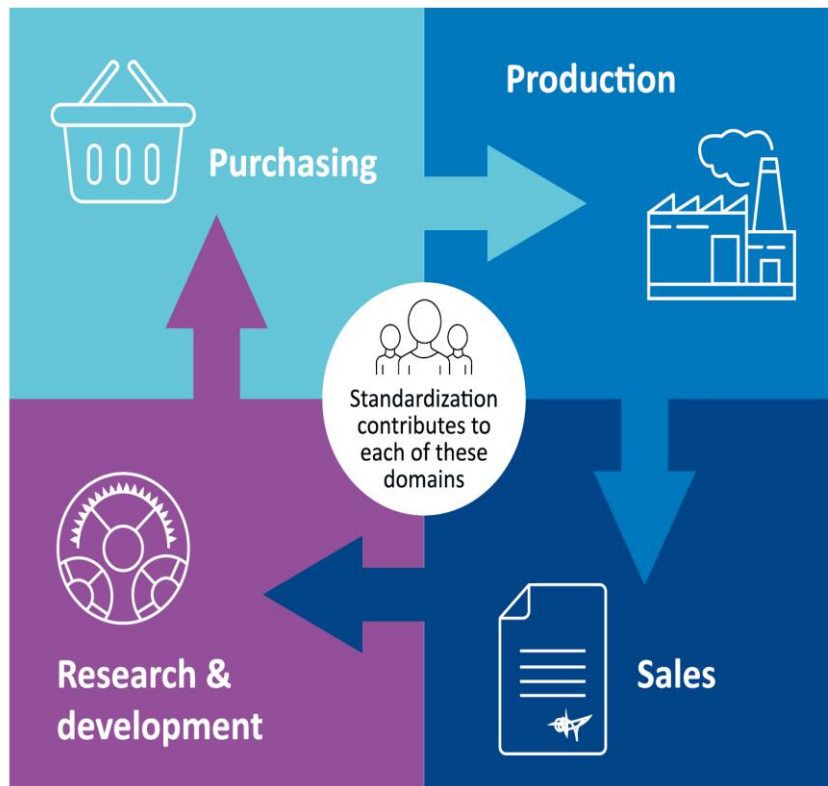 Purchasing
Production
Standardization
contributes to
each of these
domains
Research &
development
Sales